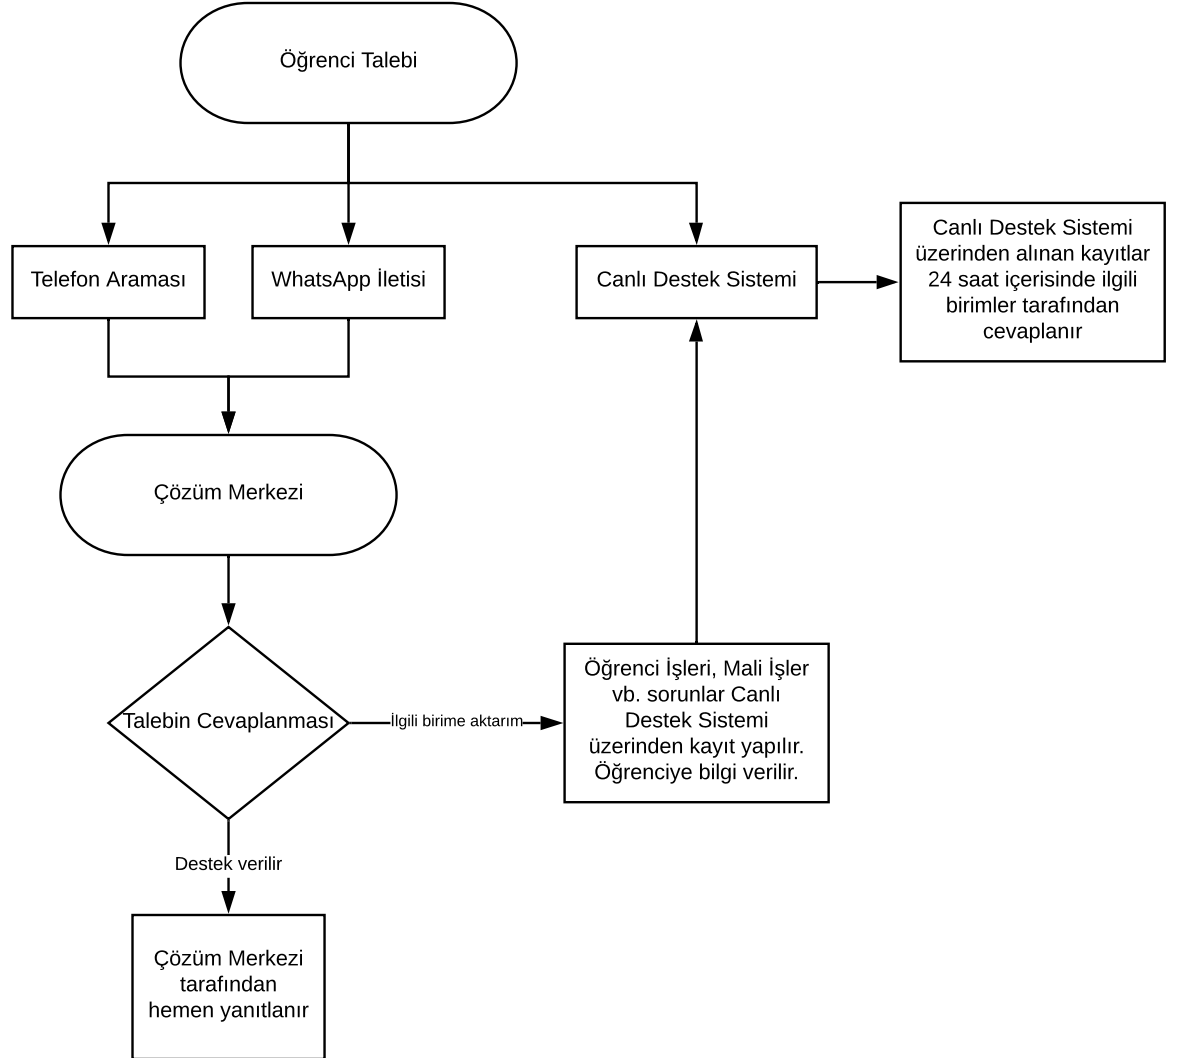 Öğrenci Talebi
Telefon Araması
WhatsApp İletisi
Canlı Destek Sistemi
Canlı Destek Sistemi
üzerinden alınan kayıtlar
24 saat içerisinde ilgili
birimler tarafından
cevaplanır
Çözüm Merkezi
Talebin Cevaplanması
İlgili birime aktarım
Öğrenci İşleri, Mali İşler
vb. sorunlar Canlı
Destek Sistemi
üzerinden kayıt yapılır.
Öğrenciye bilgi verilir.
Destek verilir
Çözüm Merkezi
tarafından
hemen yanıtlanır